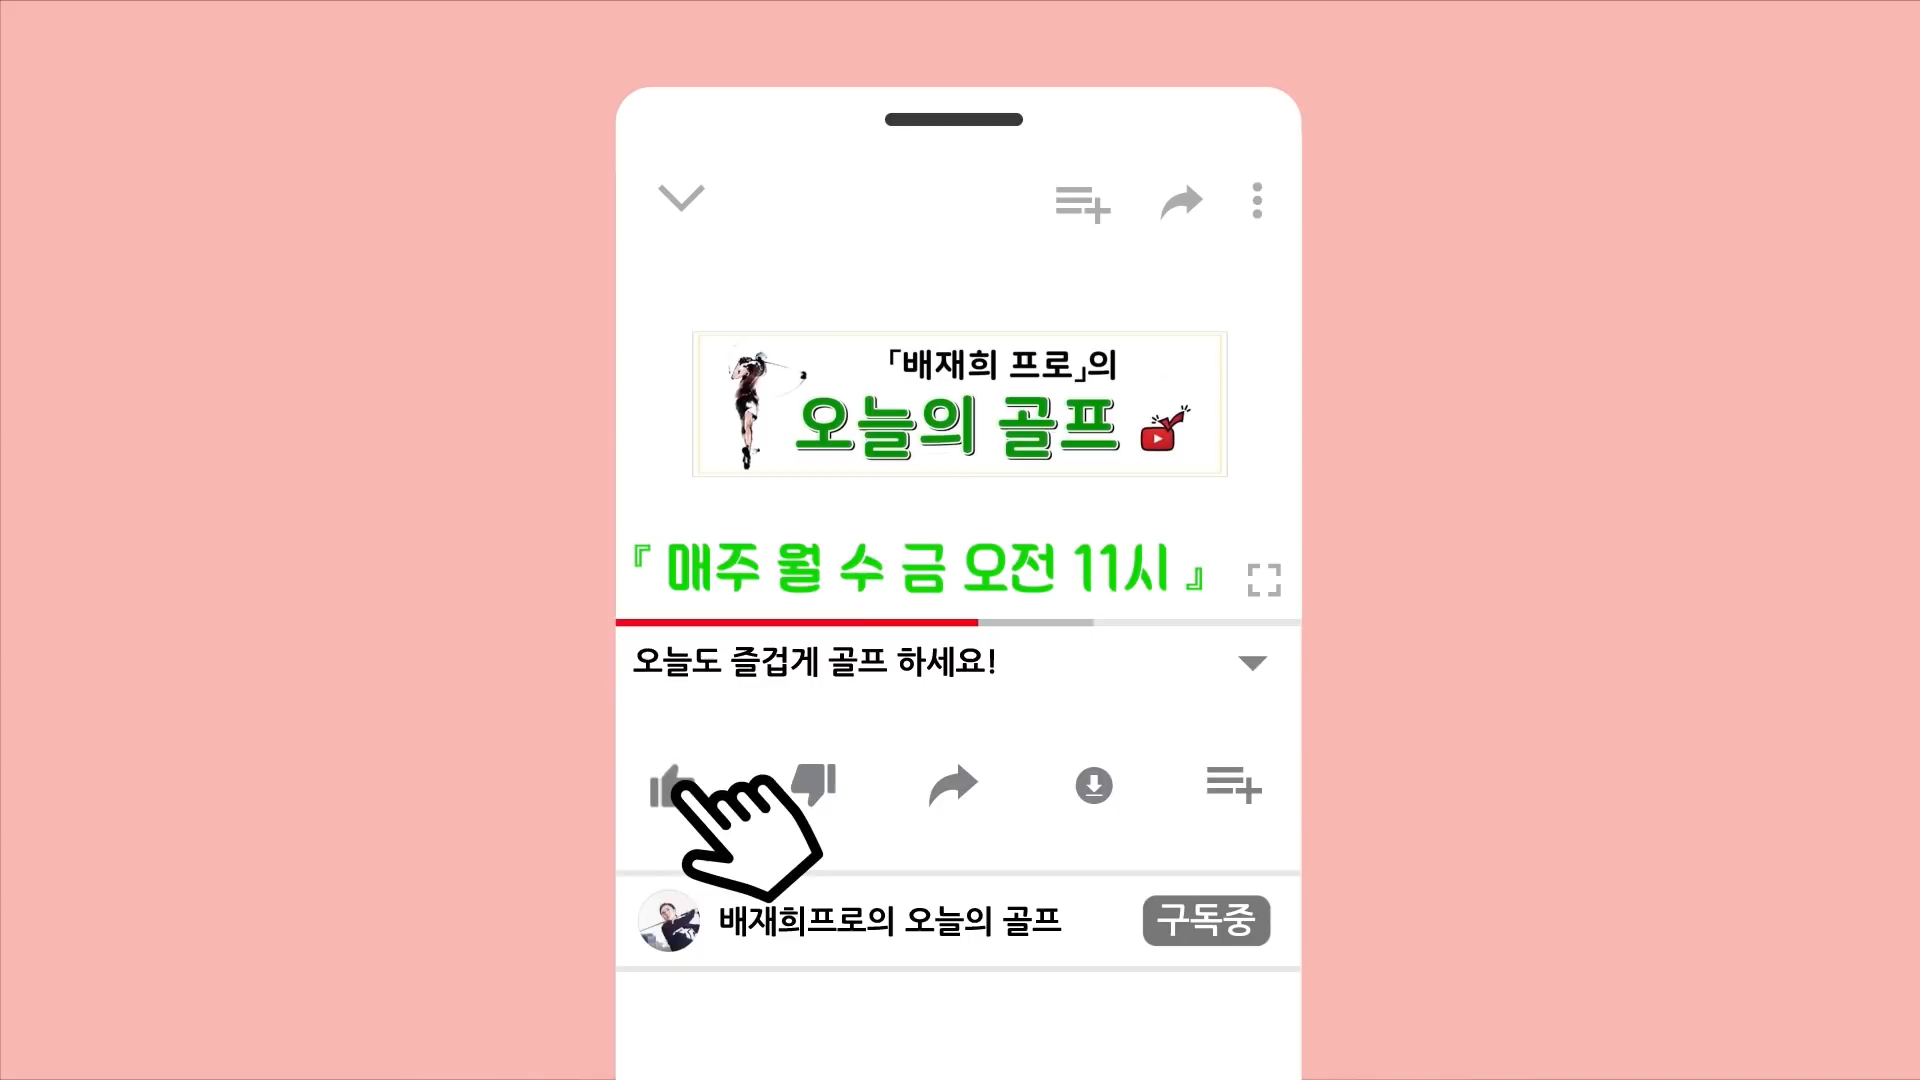 「배재희 프로」의
오늘의 골프
『 매주 월 수 금 오전 11시 』
오늘도 즐겁게 골프 하세요!
배재희프로의 오늘의 골프
구독중